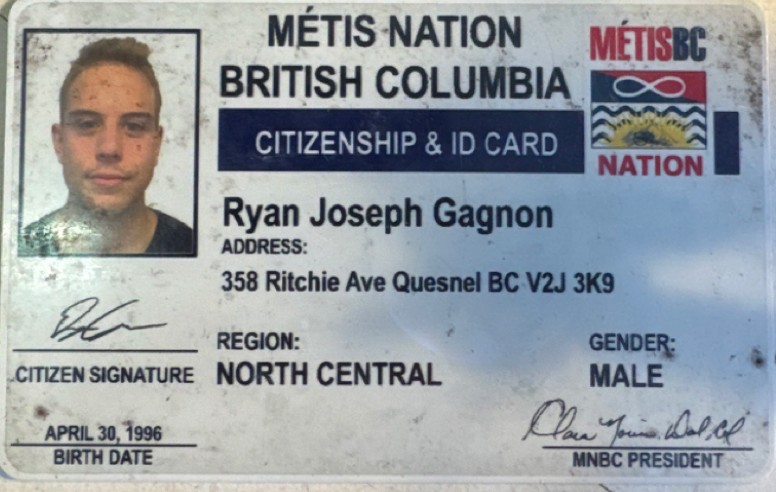 MÉTIS NATION
BRITISH COLUMBIA
CITIZENSHIP & ID CARD
MÉTISBC
NATION
Ryan Joseph Gagnon
ADDRESS:
358 Ritchie Ave Quesnel BC V2J 3K9
REGION:
NORTH CENTRAL
GENDER:
MALE
CITIZEN SIGNATURE
APRIL 30, 1996
BIRTH DATE
MNBC PRESIDENT